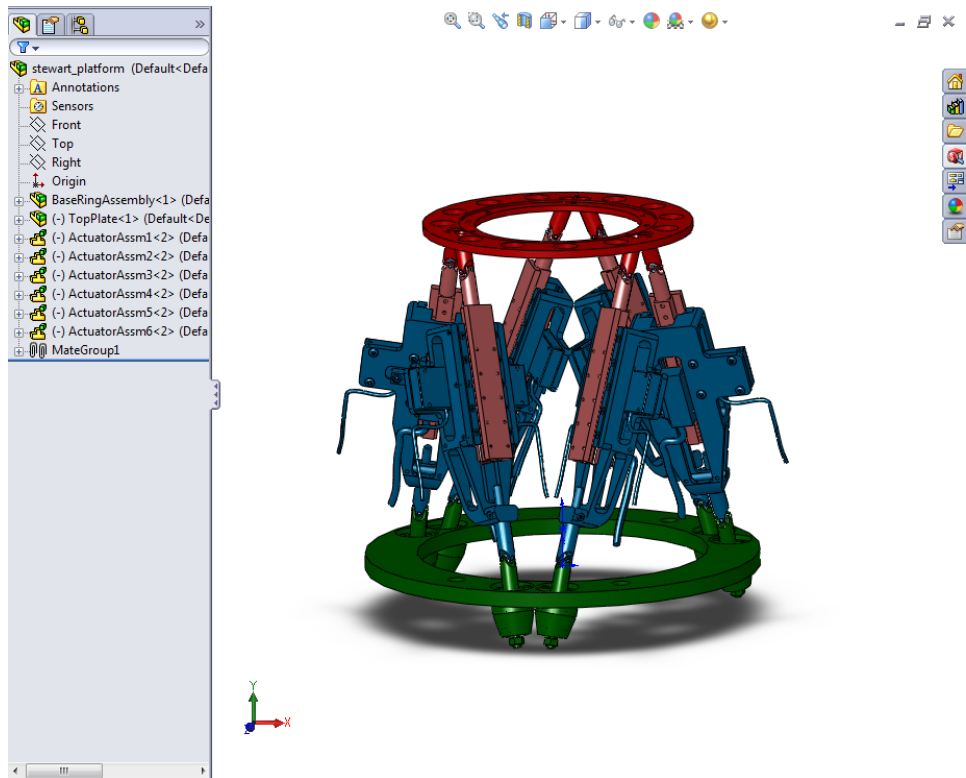 stewart_platform (Default<Defa
Annotations
Sensors
Front
Top
Right
Origin
BaseRingAssembly<1> (Defa
(-) TopPlate<1> (Default<De
(-) ActuatorAssm1<2> (Defa
(-) ActuatorAssm2<2> (Defa
(-) ActuatorAssm3<2> (Defa
(-) ActuatorAssm4<2> (Defa
(-) ActuatorAssm5<2> (Defa
(-) ActuatorAssm6<2> (Defa
MateGroup1
Y
X
Z